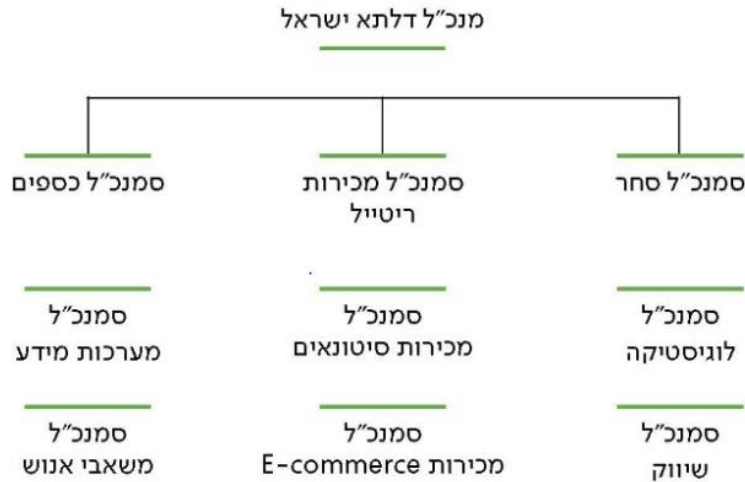 מנכ"ל דלתא ישראל
סמנכ"ל סחר
סמנכ"ל מכירות
ריטייל
סמנכ"ל כספים
סמנכ"ל
לוגיסטיקה
סמנכ"ל
מכירות סיטונאים
סמנכ"ל
מערכות מידע
סמנכ"ל
שיווק
סמנכ"ל
מכירות E-commerce
סמנכ"ל
משאבי אנוש